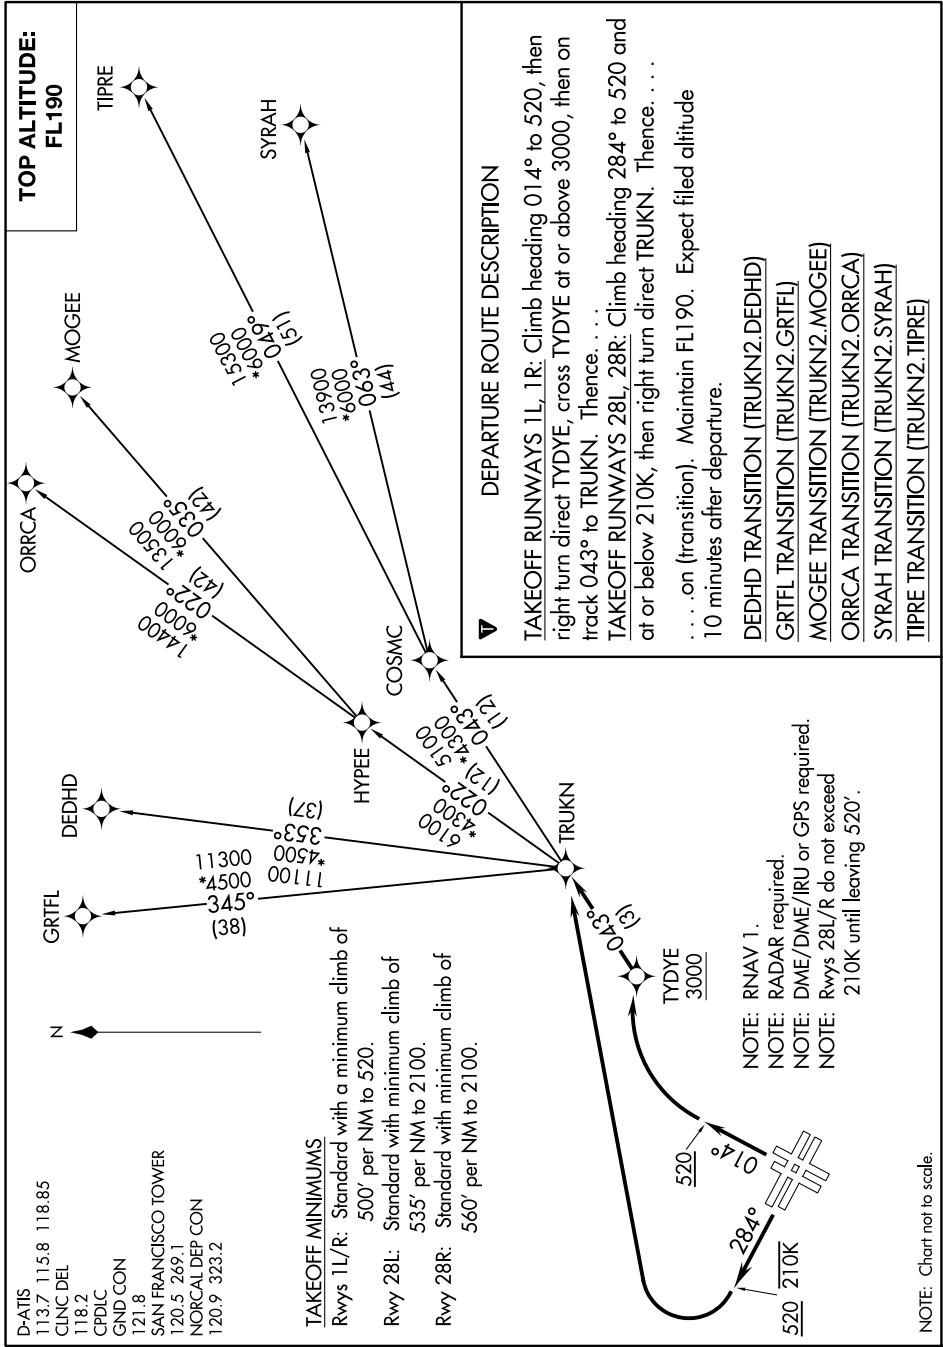 TOP ALTITUDE:
FL190
D-ATIS
113.7 115.8 118.85
CLNC DEL
118.2
CPDLC
GND CON
121.8
SAN FRANCISCO TOWER
120.5 269.1
NORCAL DEP CON
120.9 323.2
TAKEOFF MINIMUMS
Rwys 1L/R: Standard with a minimum climb of
500' per NM to 520.
Rwy 28L: Standard with minimum climb of
535' per NM to 2100.
Rwy 28R: Standard with minimum climb of
560' per NM to 2100.
N
GRTFL
11300
*4500
345°
(38)
DEDHD
(37)
353°
*4500
11100
ORRCA
14400
*6000
022°
(42)
MOGEE
13500
*6000
035°
(42)
HYPEE
6100
*4300
022°
(12)
TIPRE
15300
*6000
049°
(51)
SYRAH
13900
*6000
063°
(44)
COSMC
5100
*4300
043°
(12)
TRUKN
043°
(3)
TYDYE
3000
520
014°
284°
520 210K
NOTE: RNAV 1.
NOTE: RADAR required.
NOTE: DME/DME/IRU or GPS required.
NOTE: Rwys 28L/R do not exceed
210K until leaving 520'.
NOTE: Chart not to scale.
T
DEPARTURE ROUTE DESCRIPTION
TAKEOFF RUNWAYS 1L, 1R: Climb heading 014° to 520, then
right turn direct TYDYE, cross TYDYE at or above 3000, then on
track 043° to TRUKN. Thence. . . .
TAKEOFF RUNWAYS 28L, 28R: Climb heading 284° to 520 and
at or below 210K, then right turn direct TRUKN. Thence. . . .
. . . .on (transition). Maintain FL190. Expect filed altitude
10 minutes after departure.
DEDHD TRANSITION (TRUKN2.DEDHD)
GRTFL TRANSITION (TRUKN2.GRTFL)
MOGEE TRANSITION (TRUKN2.MOGEE)
ORRCA TRANSITION (TRUKN2.ORRCA)
SYRAH TRANSITION (TRUKN2.SYRAH)
TIPRE TRANSITION (TRUKN2.TIPRE)